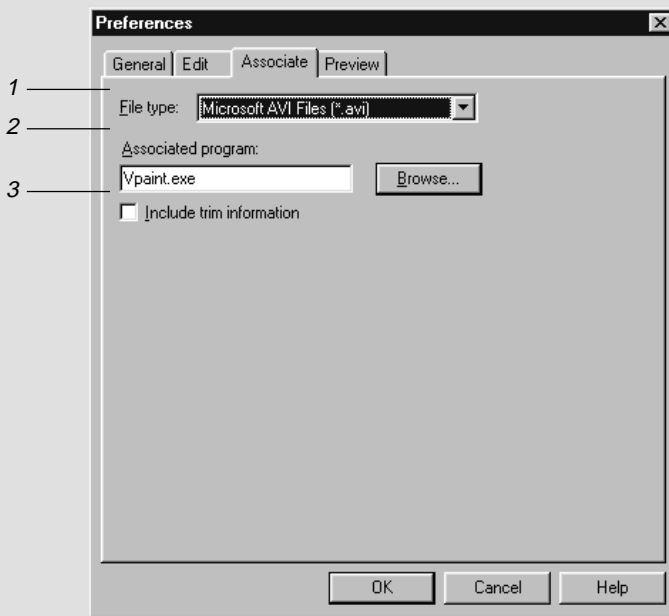 Preferences
General Edit Associate Preview
1
File type: Microsoft AVI Files (*.avi)
2
Associated program:
3
Vpaint.exe Browse...
Include trim information
OK Cancel Help